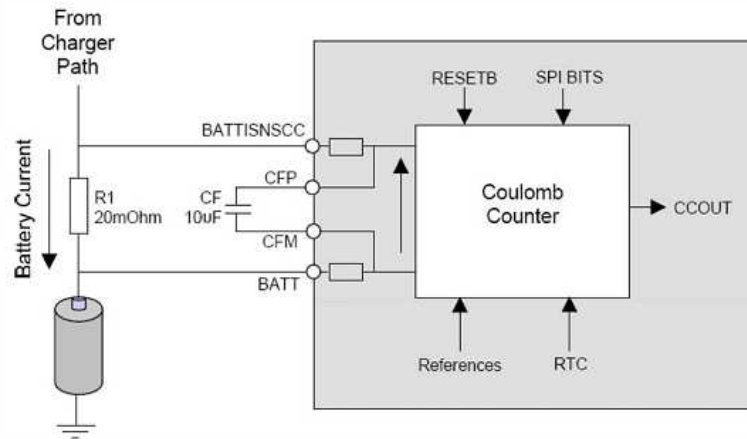 From
Charger
Path
RESETB
SPI BITS
BATTISNSCC
CFP
R1
20mOhm
CF
10uF
Coulomb
Counter
CCOUT
Battery Current
CFM
BATT
References
RTC